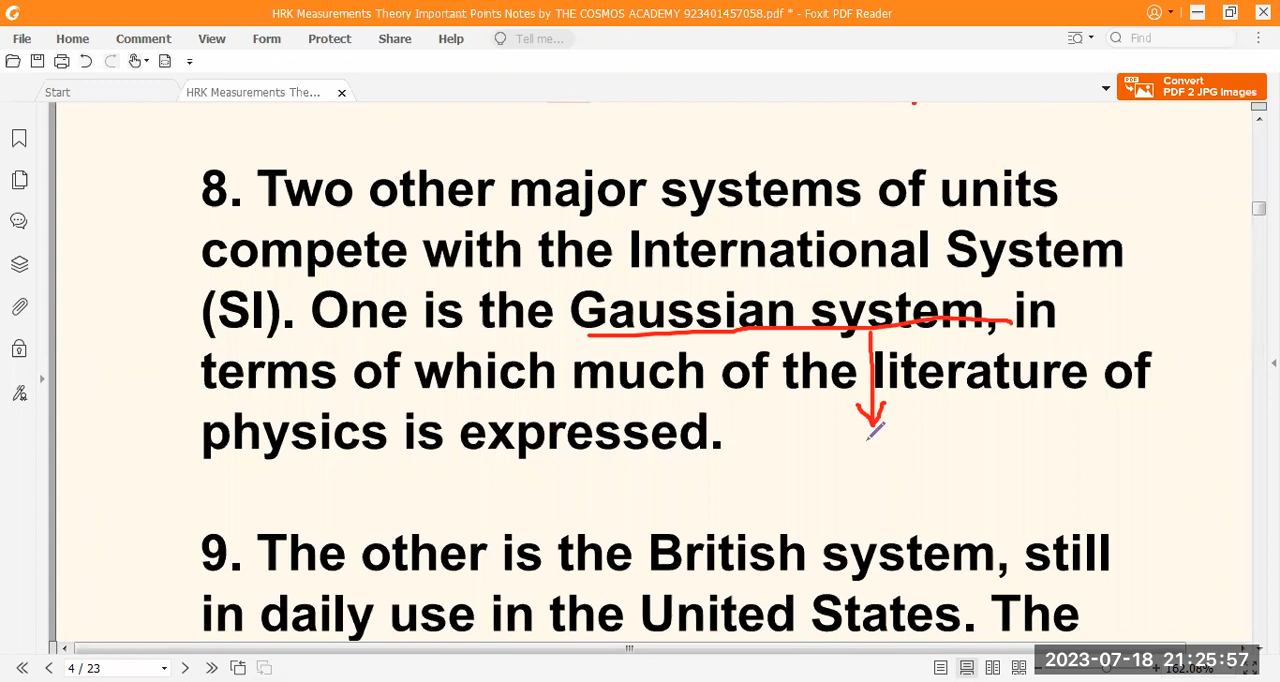 HRK Measurements Theory Important Points Notes by THE COSMOS ACADEMY 923401457058.pdf * - Foxit PDF Reader
File Home Comment View Form Protect Share Help Tell me... Find
Start HRK Measurements The... Convert
PDF 2 JPG Images
8. Two other major systems of units
compete with the International System
(SI). One is the Gaussian system, in
terms of which much of the literature of
physics is expressed.
9. The other is the British system, still
in daily use in the United States. The
4 / 23 2023-07-18 21:25:57
162.08%